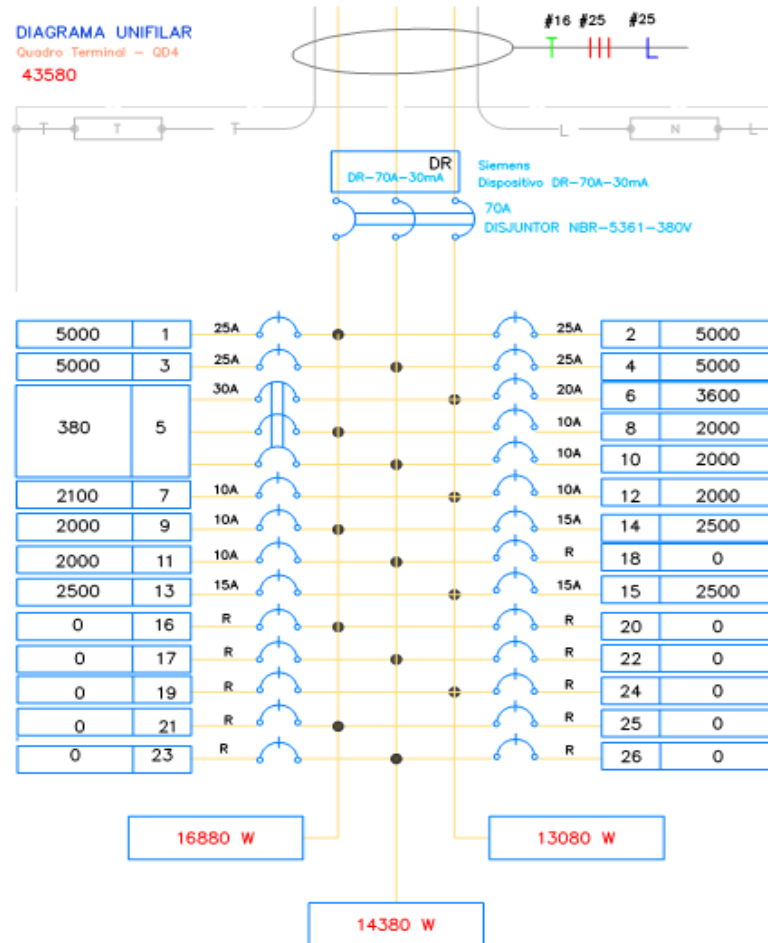 DIAGRAMA UNIFILAR
Quadro Terminal – QD4
43580
#16 #25 #25
T L
T T T L N L
DR
DR–70A–30mA
Siemens
Dispositivo DR–70A–30mA
70A
DISJUNTOR NBR–5361–380V
5000 1 25A 25A 2 5000
5000 3 25A 25A 4 5000
380 5 30A 20A 6 3600
10A 8 2000
10A 10 2000
2100 7 10A 10A 12 2000
2000 9 10A 15A 14 2500
2000 11 10A R 18 0
2500 13 15A 15A 15 2500
0 16 R R 20 0
0 17 R R 22 0
0 19 R R 24 0
0 21 R R 25 0
0 23 R R 26 0
16880 W 13080 W
14380 W